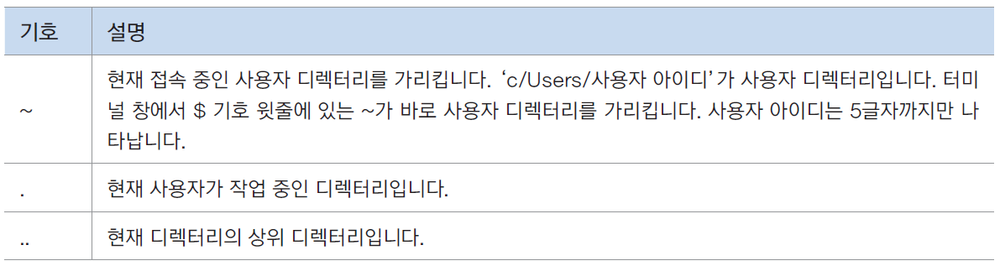 기호 설명
~ 현재 접속 중인 사용자 디렉터리를 가리킵니다. ‘c/Users/사용자 아이디’가 사용자 디렉터리입니다. 터미
널 창에서 $ 기호 윗줄에 있는 ~가 바로 사용자 디렉터리를 가리킵니다. 사용자 아이디는 5글자까지만 나
타납니다.
. 현재 사용자가 작업 중인 디렉터리입니다.
.. 현재 디렉터리의 상위 디렉터리입니다.